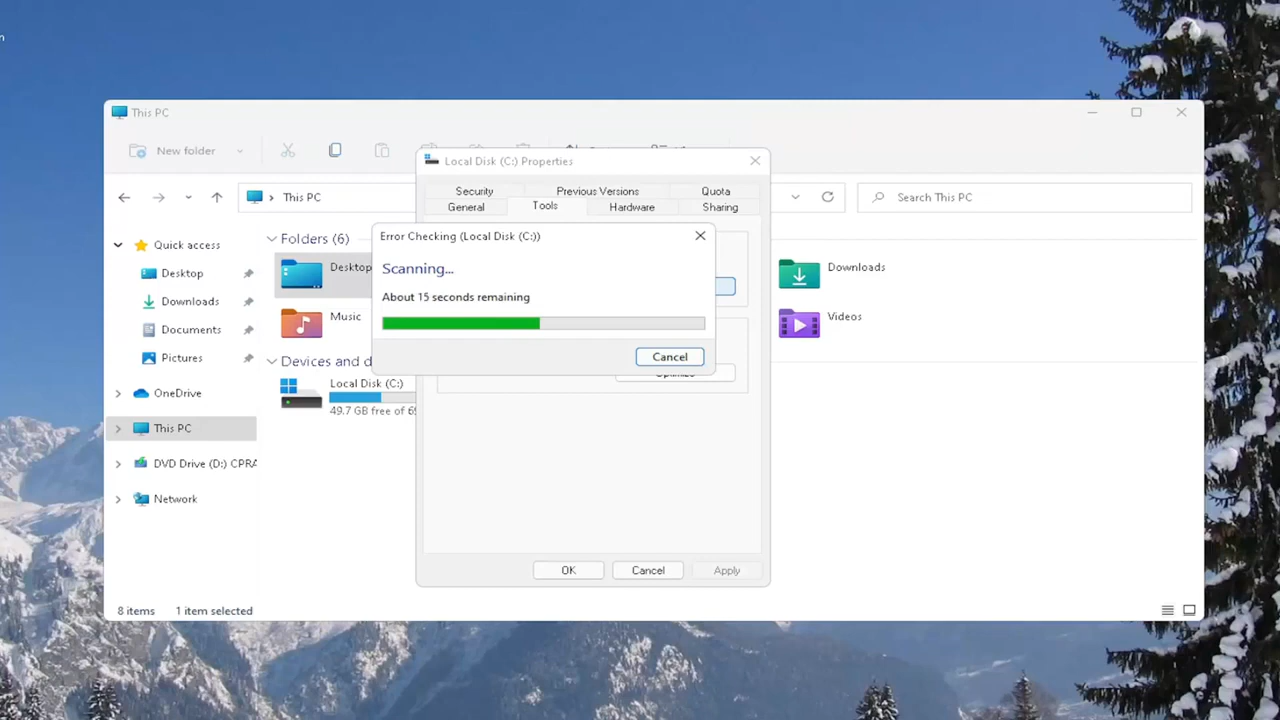 n
This PC
New folder
Local Disk (C:) Properties
Security
Previous Versions
Quota
General
Tools
Hardware
Sharing
This PC
Search This PC
Error Checking (Local Disk (C:))
Scanning...
About 15 seconds remaining
Cancel
Quick access
Desktop
Downloads
Documents
Pictures
OneDrive
This PC
DVD Drive (D:) CPRA
Network
Folders (6)
Desktop
Downloads
Music
Videos
Devices and d
Local Disk (C:)
49.7 GB free of 69
Optimize
OK
Cancel
Apply
8 items
1 item selected